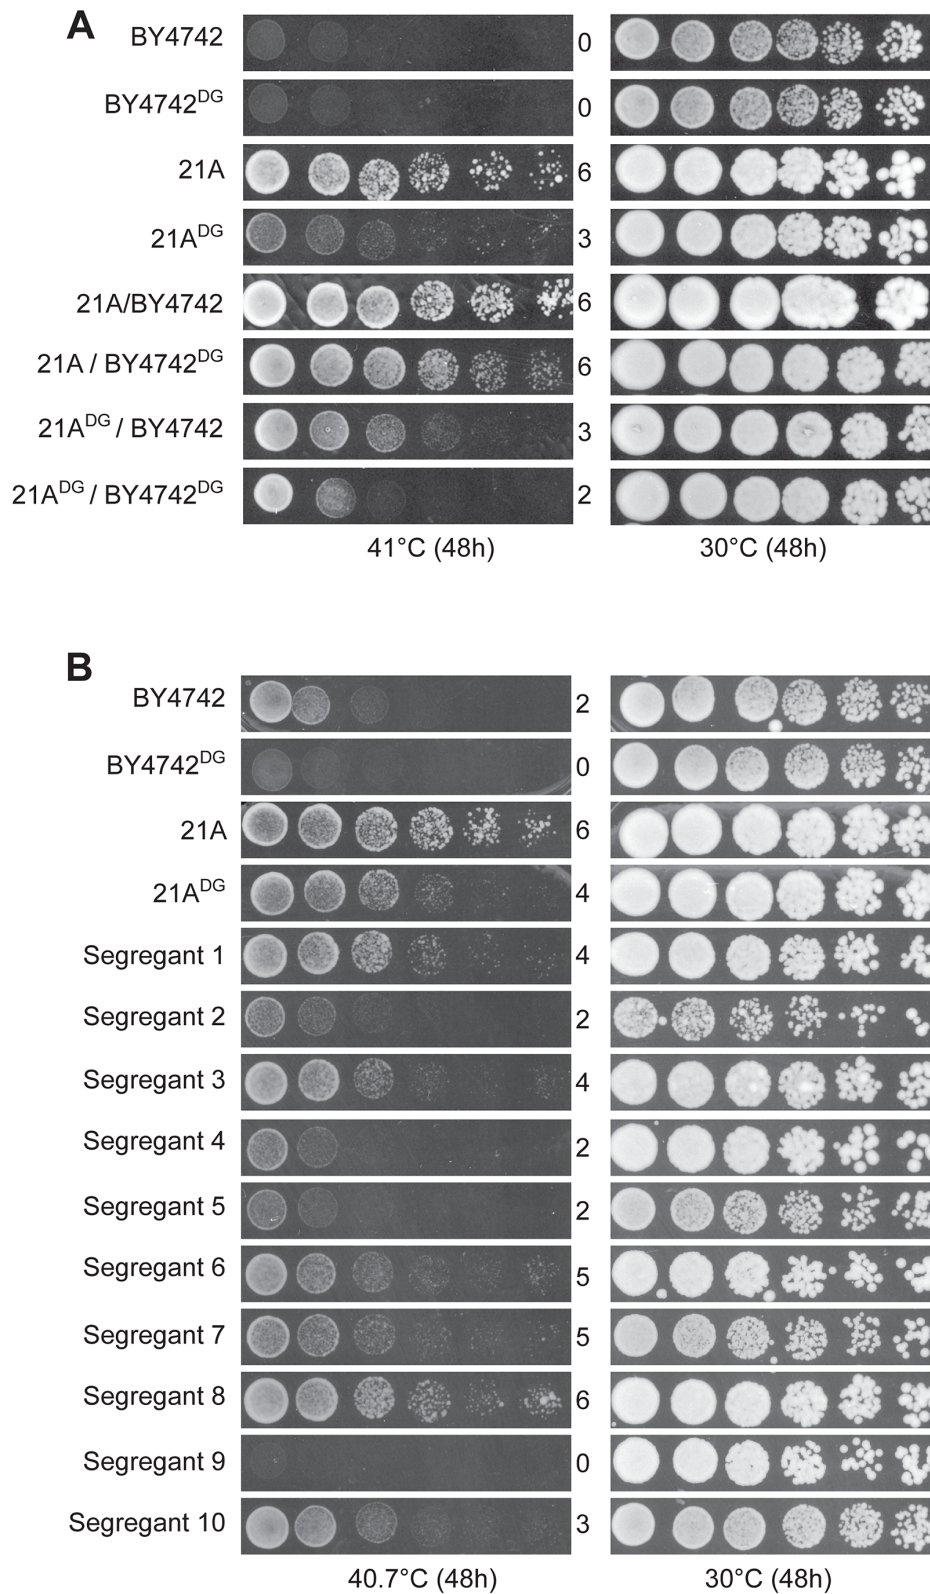 A
BY4742 0
BY4742DG 0
21A 6
21ADG 3
21A/BY4742 6
21A / BY4742DG 6
21ADG / BY4742 3
21ADG / BY4742DG 2
41°C (48h) 30°C (48h)
B
BY4742 2
BY4742DG 0
21A 6
21ADG 4
Segregant 1 4
Segregant 2 2
Segregant 3 4
Segregant 4 2
Segregant 5 2
Segregant 6 5
Segregant 7 5
Segregant 8 6
Segregant 9 0
Segregant 10 3
40.7°C (48h) 30°C (48h)